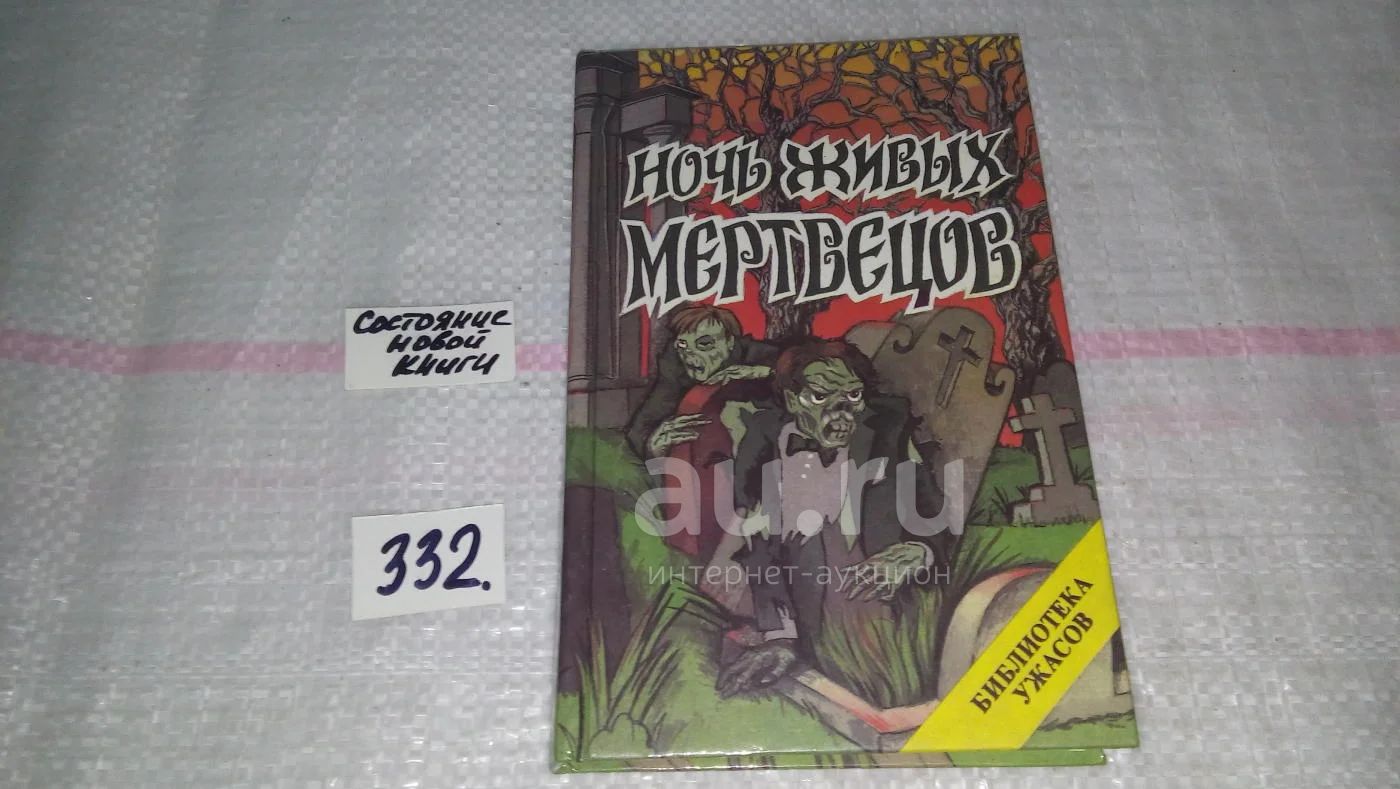 НОЧЬ ЖИВЫХ
МЕРТВЕЦОВ
Состояние
новой
книги
332.
au.ru
интернет-аукцион
БИБЛИОТЕКА
УЖАСОВ